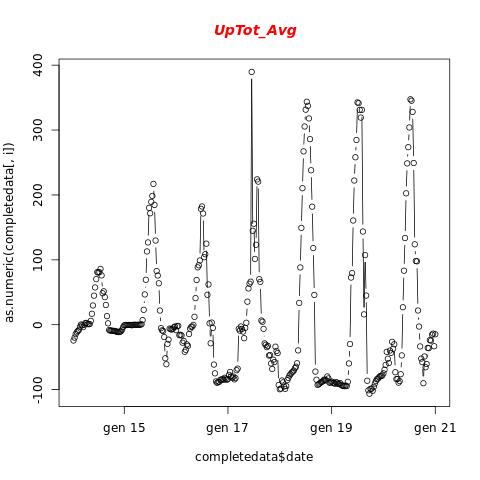 UpTot_Avg
400
300
200
100
0
-100
as.numeric(completedata[, i])
gen 15
gen 17
gen 19
gen 21
completedata$date